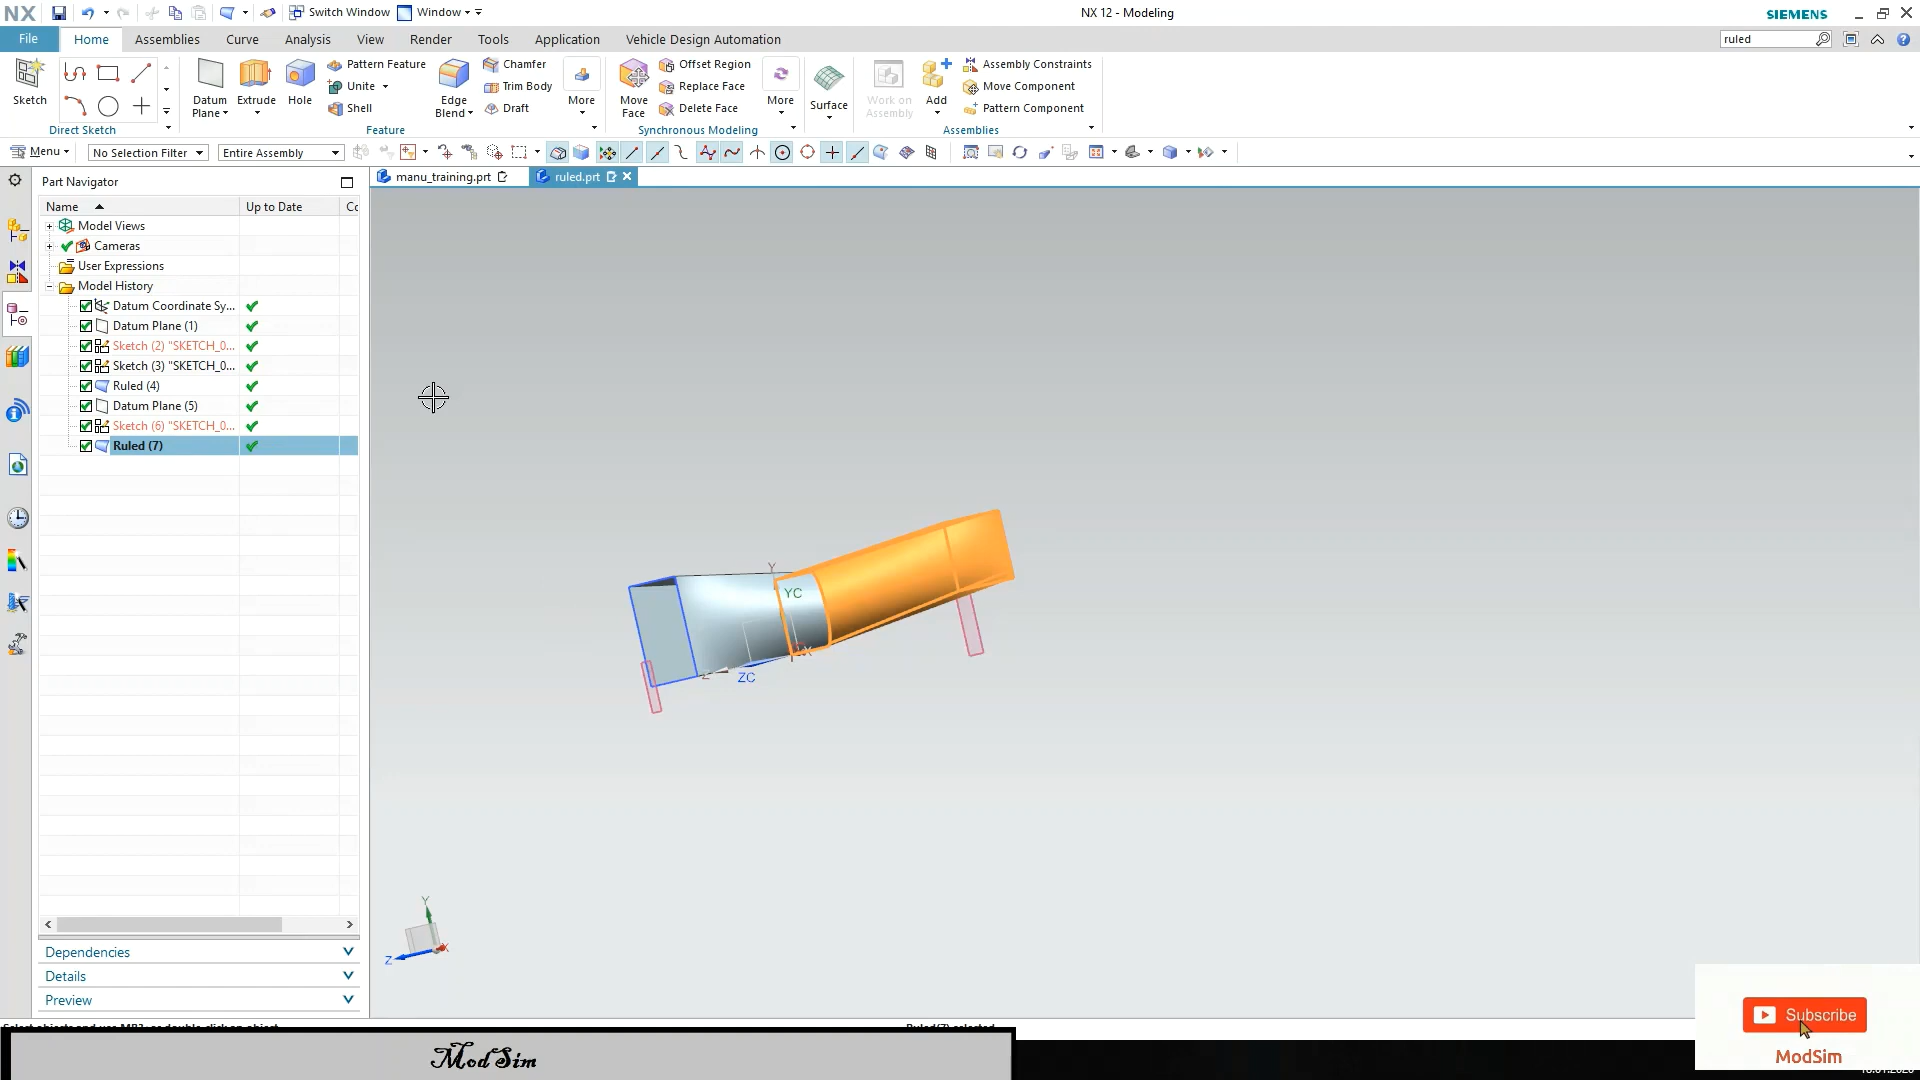 NX
Switch Window
Window
NX 12 - Modeling
SIEMENS
File
Home
Assemblies
Curve
Analysis
View
Render
Tools
Application
Vehicle Design Automation
ruled
Sketch
Direct Sketch
Datum Plane
Extrude
Hole
Pattern Feature
Unite
Shell
Edge Blend
Chamfer
Trim Body
Draft
More
Feature
Move Face
Offset Region
Replace Face
Delete Face
More
Synchronous Modeling
Surface
Work on Assembly
Add
Assembly Constraints
Move Component
Pattern Component
Assemblies
Menu
No Selection Filter
Entire Assembly
Part Navigator
manu_training.prt
ruled.prt
Name
Up to Date
Model Views
Cameras
User Expressions
Model History
Datum Coordinate Sy...
Datum Plane (1)
Sketch (2) "SKETCH_0...
Sketch (3) "SKETCH_0...
Ruled (4)
Datum Plane (5)
Sketch (6) "SKETCH_0...
Ruled (7)
Y
YC
X
Z
ZC
Y
X
Z
Dependencies
Details
Preview
ModSim
Subscribe
ModSim